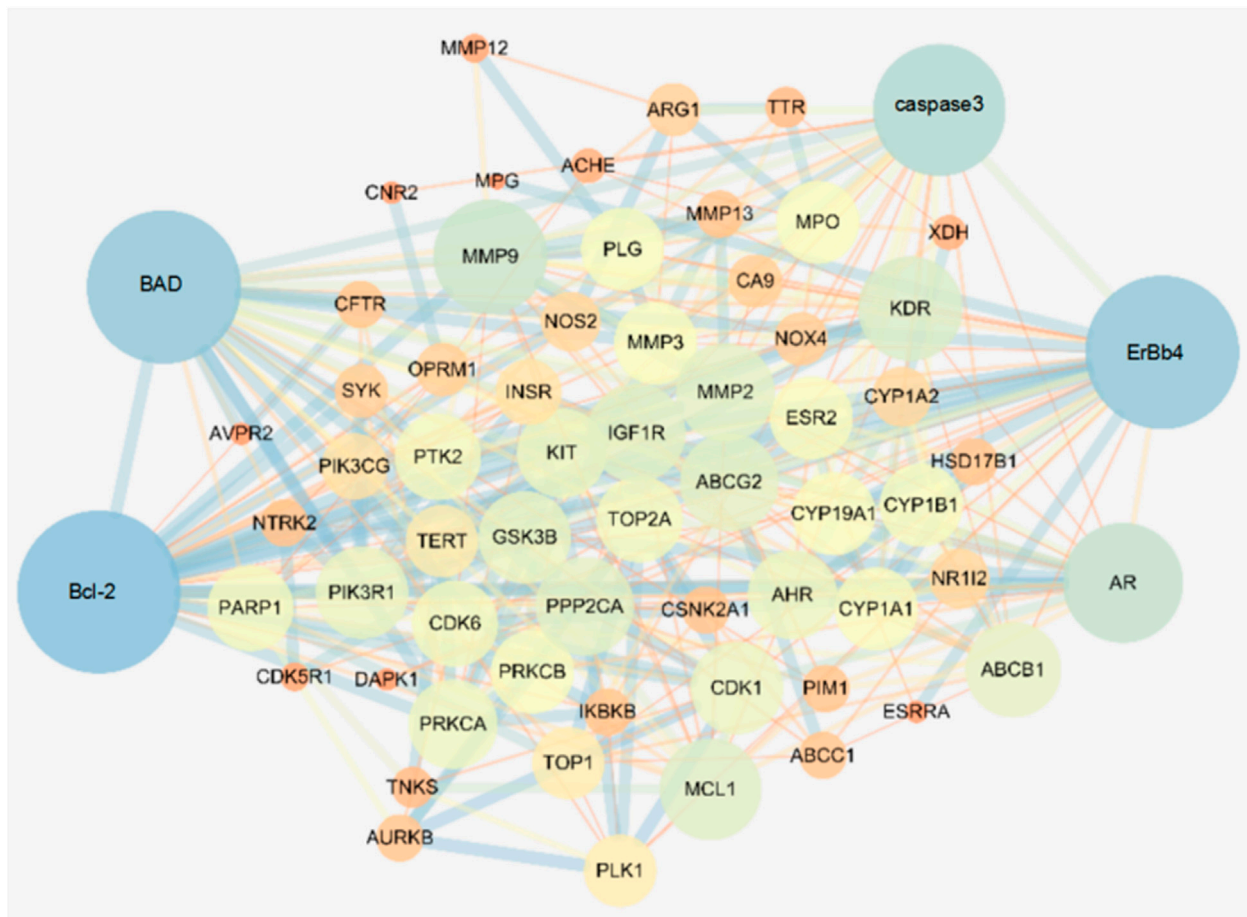 MMP12
caspase3
ARG1
TTR
ACHE
MPG
CNR2
MMP13
MPO
XDH
PLG
MMP9
BAD
CA9
CFTR
KDR
NOS2
NOX4
MMP3
ErBb4
OPRM1
SYK
INSR
MMP2
CYP1A2
ESR2
AVPR2
IGF1R
KIT
PTK2
PIK3CG
HSD17B1
ABCG2
CYP1B1
CYP19A1
TOP2A
NTRK2
GSK3B
TERT
NR1I2
AR
Bcl-2
PIK3R1
AHR
PARP1
PPP2CA
CSNK2A1
CYP1A1
CDK6
ABCB1
PRKCB
CDK5R1
DAPK1
CDK1
PIM1
IKBKB
ESRRA
PRKCA
ABCC1
TOP1
TNKS
MCL1
AURKB
PLK1